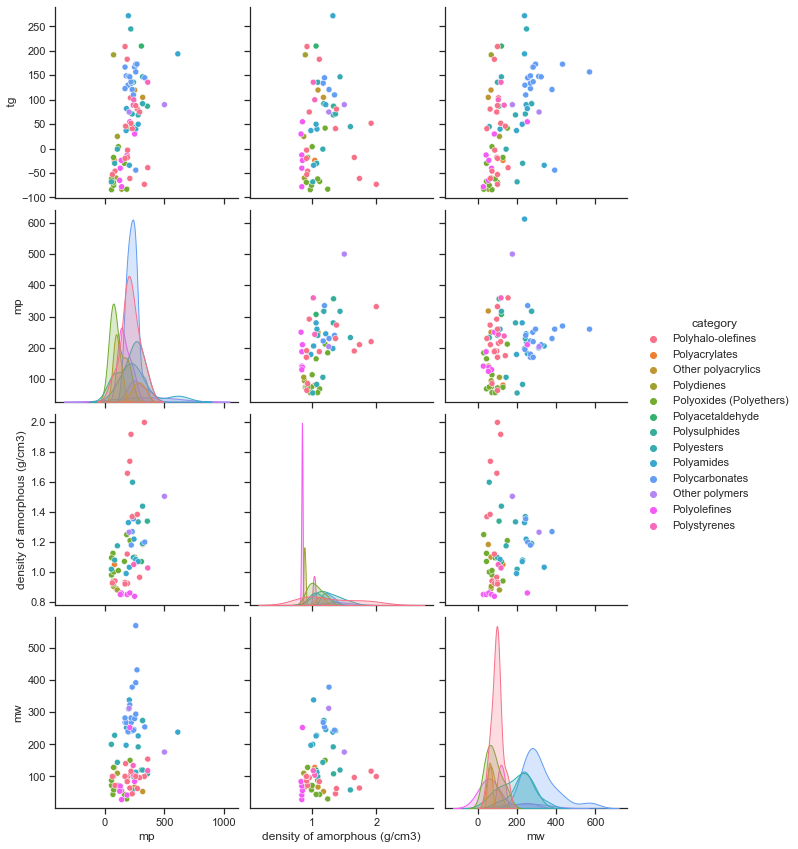 250
200
150
100
50
0
−50
−100
tg
600
500
400
300
200
100
mp
2.0
1.8
1.6
1.4
1.2
1.0
0.8
density of amorphous (g/cm3)
500
400
300
200
100
mw
0 500 1000
mp
1 2
density of amorphous (g/cm3)
0 200 400 600
mw
category
Polyhalo-olefines
Polyacrylates
Other polyacrylics
Polydienes
Polyoxides (Polyethers)
Polyacetaldehyde
Polysulphides
Polyesters
Polyamides
Polycarbonates
Other polymers
Polyolefines
Polystyrenes